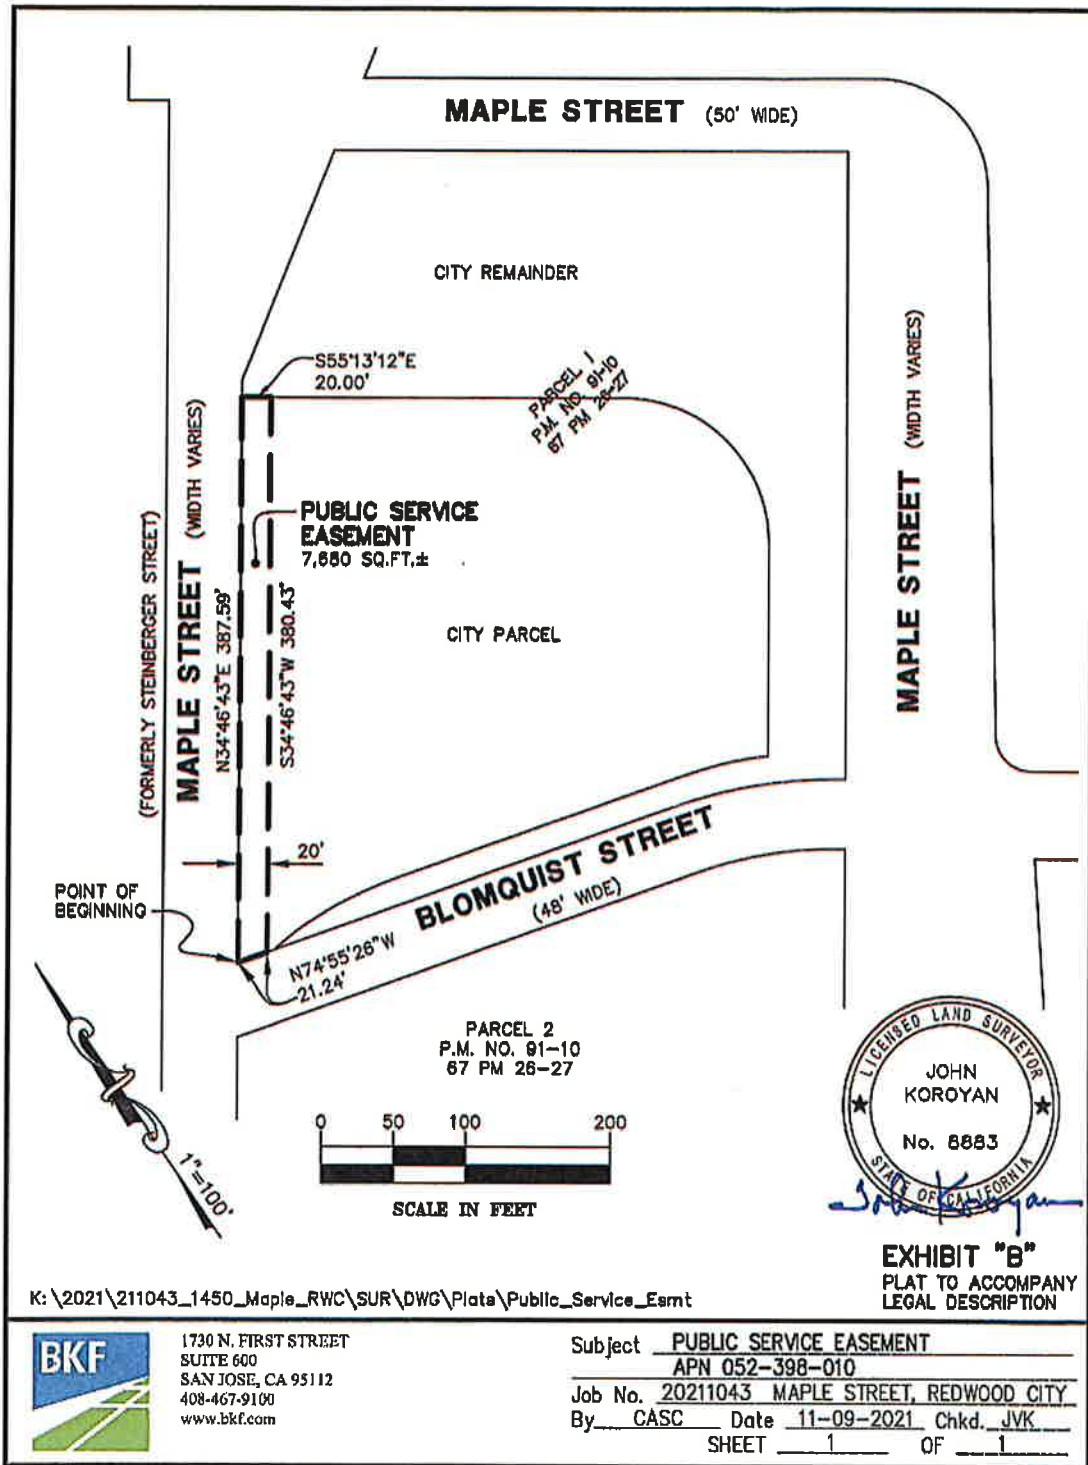 MAPLE STREET (50' WIDE)
CITY REMAINDER
S55°13'12"E
20.00'
PARCEL 1
P.M. NO. 91-10
67 PM 26-27
(FORMERLY STEINBERGER STREET)
MAPLE STREET (WIDTH VARIES)
N34°46'43"E 387.59'
S34°46'43"W 380.43'
PUBLIC SERVICE
EASEMENT
7,680 SQ.FT.±
CITY PARCEL
MAPLE STREET (WIDTH VARIES)
20'
POINT OF
BEGINNING
BLOMQUIST STREET
(48' WIDE)
N74°55'26"W
21.24'
PARCEL 2
P.M. NO. 91-10
67 PM 26-27
1"=100'
0 50 100 200
SCALE IN FEET
LICENSED LAND SURVEYOR
JOHN
KOROYAN
No. 8883
STATE OF CALIFORNIA
John Koroyan
EXHIBIT "B"
PLAT TO ACCOMPANY
LEGAL DESCRIPTION
K:\2021\211043_1450_Maple_RWC\SUR\DWG\Plats\Public_Service_Esmt
BKF
1730 N. FIRST STREET
SUITE 600
SAN JOSE, CA 95112
408-467-9100
www.bkf.com
Subject PUBLIC SERVICE EASEMENT
APN 052-398-010
Job No. 20211043 MAPLE STREET, REDWOOD CITY
By CASC Date 11-09-2021 Chkd. JVK
SHEET 1 OF 1